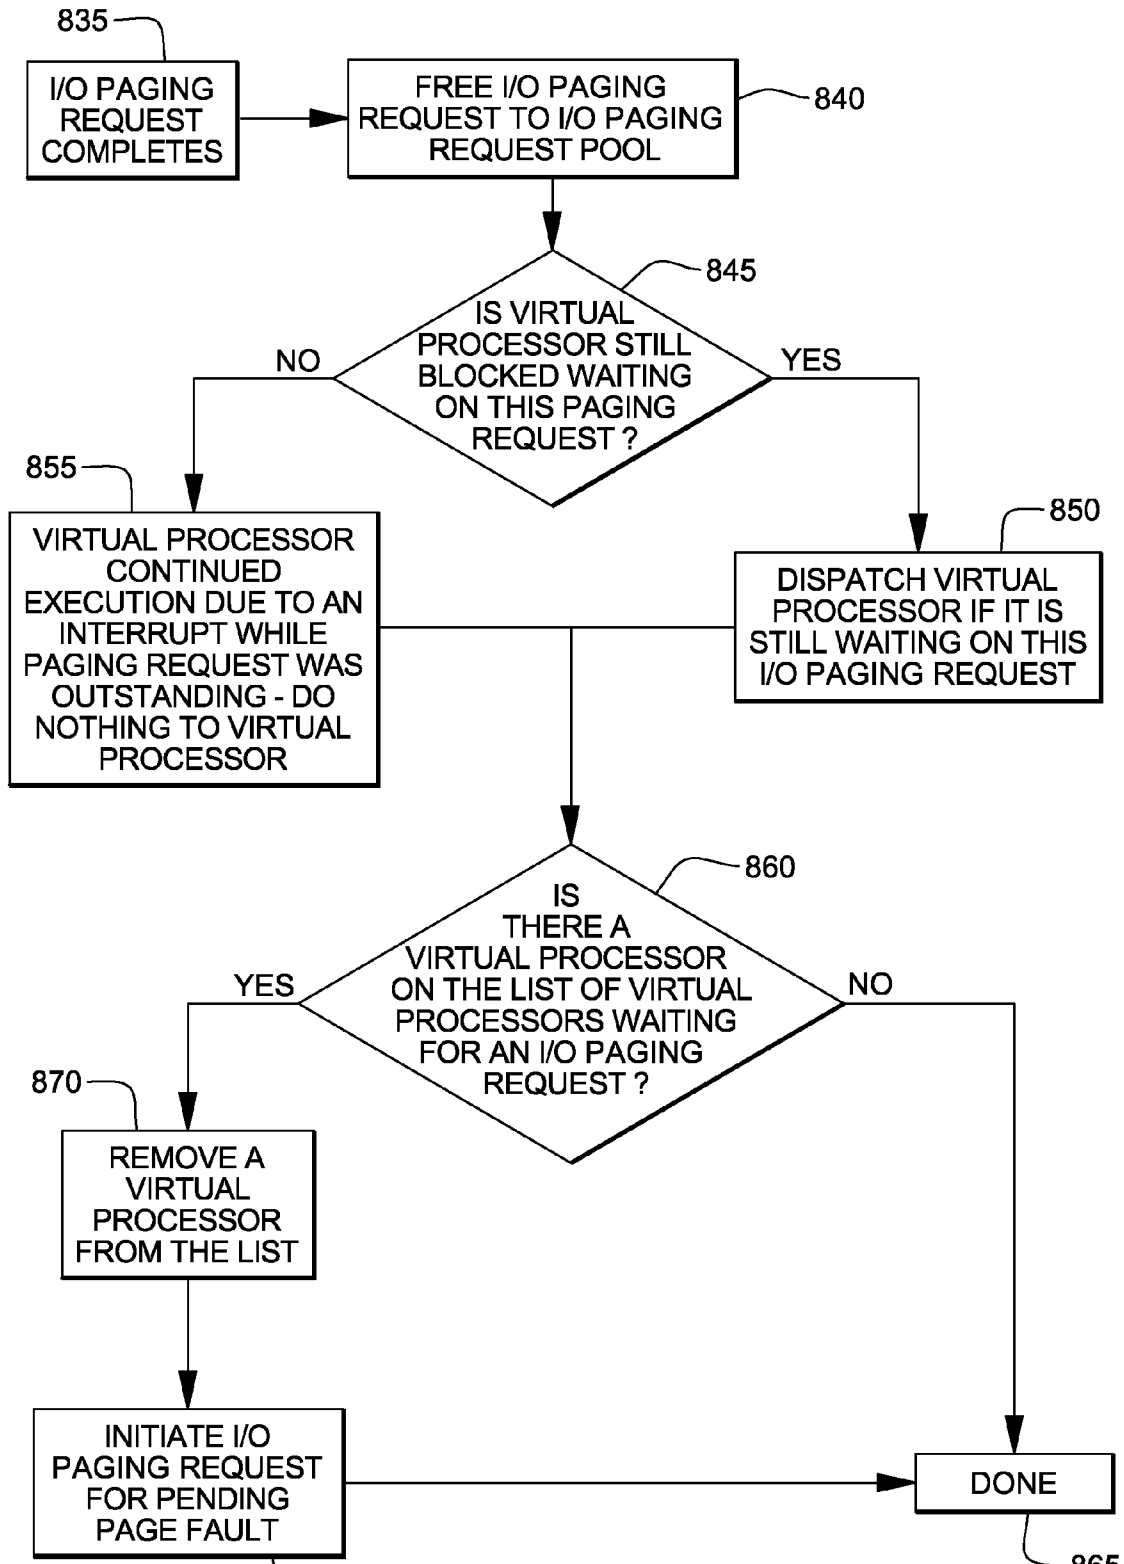 835
I/O PAGING
REQUEST
COMPLETES
FREE I/O PAGING
REQUEST TO I/O PAGING
REQUEST POOL
840
845
IS VIRTUAL
PROCESSOR STILL
BLOCKED WAITING
ON THIS PAGING
REQUEST ?
NO
YES
855
VIRTUAL PROCESSOR
CONTINUED
EXECUTION DUE TO AN
INTERRUPT WHILE
PAGING REQUEST WAS
OUTSTANDING - DO
NOTHING TO VIRTUAL
PROCESSOR
850
DISPATCH VIRTUAL
PROCESSOR IF IT IS
STILL WAITING ON THIS
I/O PAGING REQUEST
860
IS
THERE A
VIRTUAL PROCESSOR
ON THE LIST OF VIRTUAL
PROCESSORS WAITING
FOR AN I/O PAGING
REQUEST ?
YES
NO
870
REMOVE A
VIRTUAL
PROCESSOR
FROM THE LIST
INITIATE I/O
PAGING REQUEST
FOR PENDING
PAGE FAULT
DONE
865